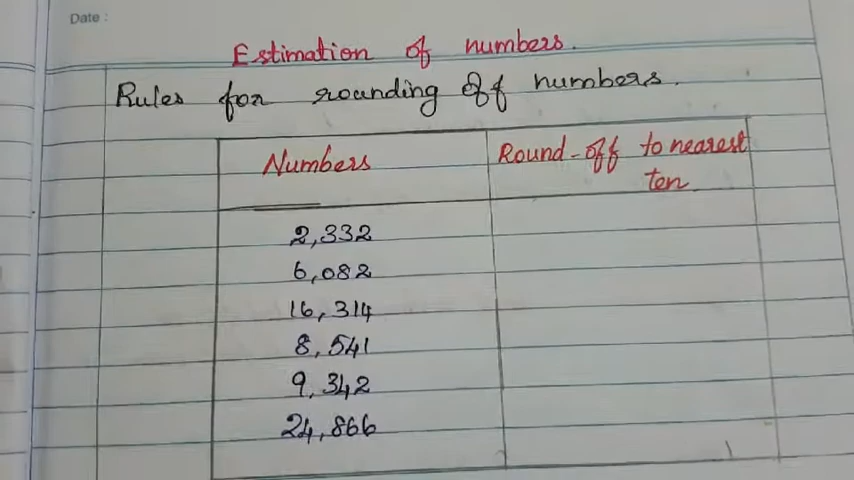 Date :
Estimation of numbers.
Rules for rounding off numbers.
Numbers
Round-off to nearest
ten
2,332
6,082
16,314
8,541
9,342
24,866